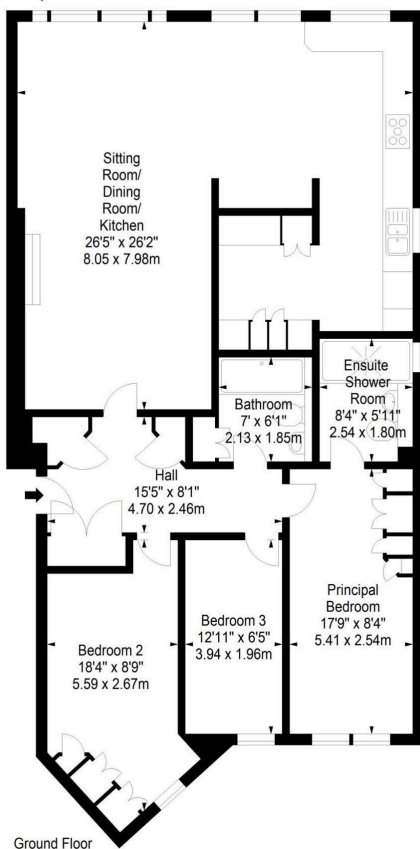 Sitting
Room/
Dining
Room/
Kitchen
26'5" x 26'2"
8.05 x 7.98m
Ensuite
Shower
Room
8'4" x 5'11"
2.54 x 1.80m
Bathroom
7' x 6'1"
2.13 x 1.85m
Hall
15'5" x 8'1"
4.70 x 2.46m
Principal
Bedroom
17'9" x 8'4"
5.41 x 2.54m
Bedroom 3
12'11" x 6'5"
3.94 x 1.96m
Bedroom 2
18'4" x 8'9"
5.59 x 2.67m
Ground Floor